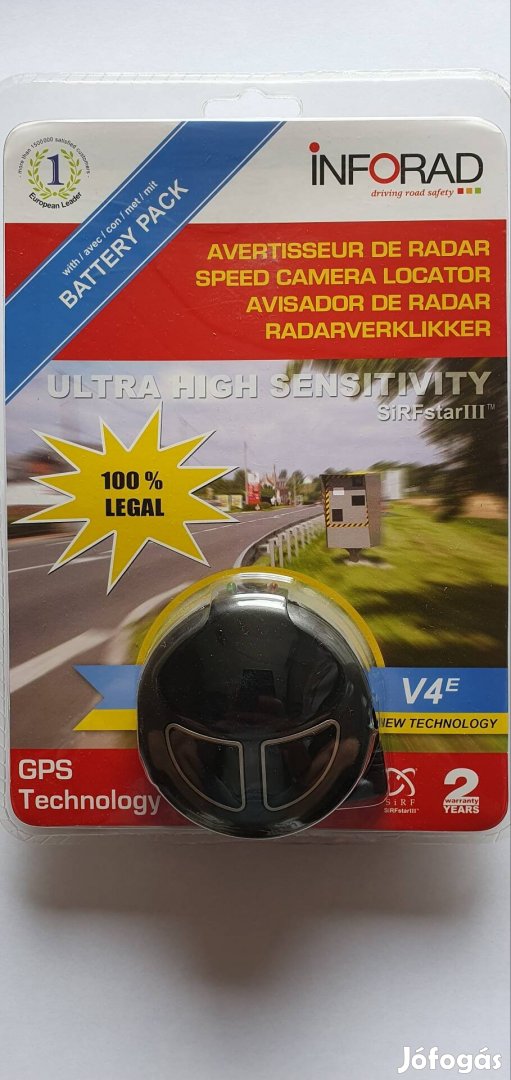 more than 1500000 satisfied customers
1
European Leader
with / avec / con / met / mit
BATTERY PACK
iNFORAD
driving road safety
AVERTISSEUR DE RADAR
SPEED CAMERA LOCATOR
AVISADOR DE RADAR
RADARVERKLIKKER
ULTRA HIGH SENSITIVITY
SiRFstarIII™
100 %
LEGAL
V4E
NEW TECHNOLOGY
GPS
Technology
SiRF
SiRFstarIII™
2
warranty
YEARS
Jófogás